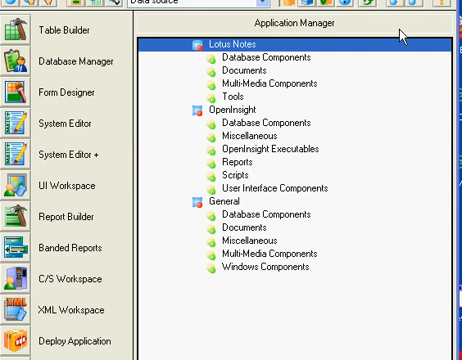 Data source
Application Manager
Table Builder
Database Manager
Form Designer
System Editor
System Editor +
UI Workspace
Report Builder
Banded Reports
C/S Workspace
XML Workspace
Deploy Application
Lotus Notes
Database Components
Documents
Multi-Media Components
Tools
OpenInsight
Database Components
Miscellaneous
OpenInsight Executables
Reports
Scripts
User Interface Components
General
Database Components
Documents
Miscellaneous
Multi-Media Components
Windows Components